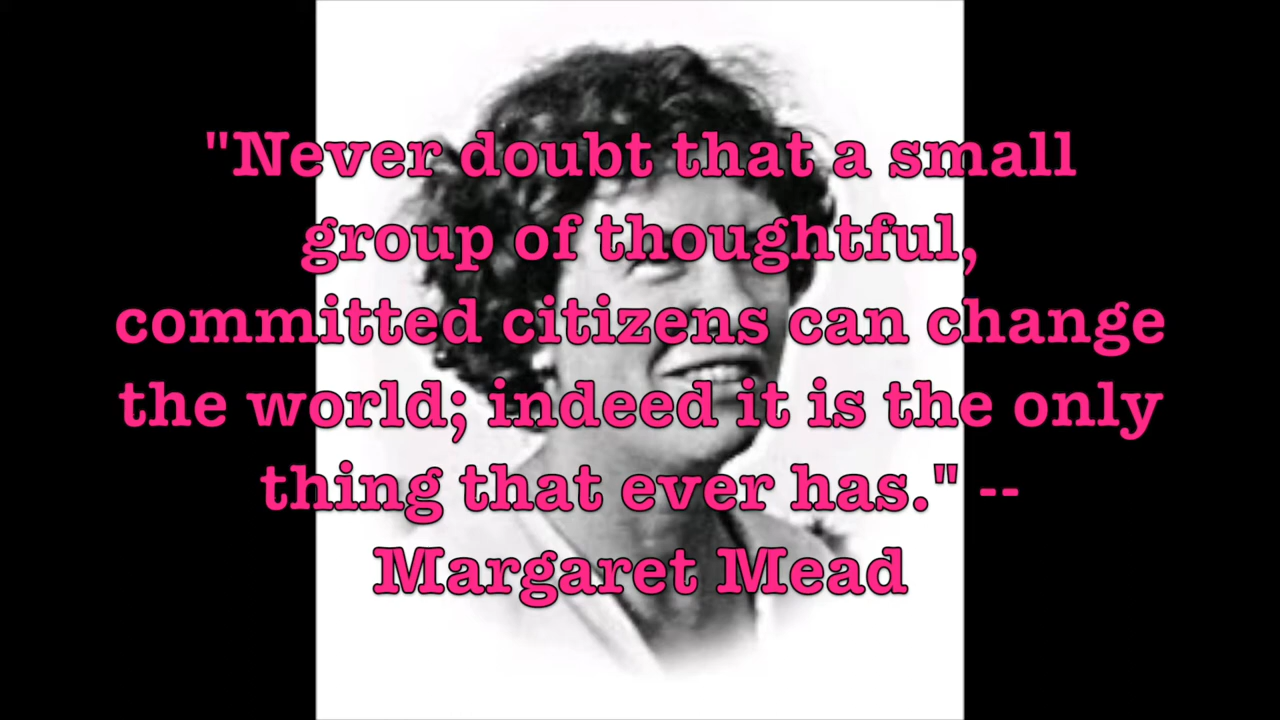 "Never doubt that a small
group of thoughtful,
committed citizens can change
the world; indeed it is the only
thing that ever has." --
Margaret Mead